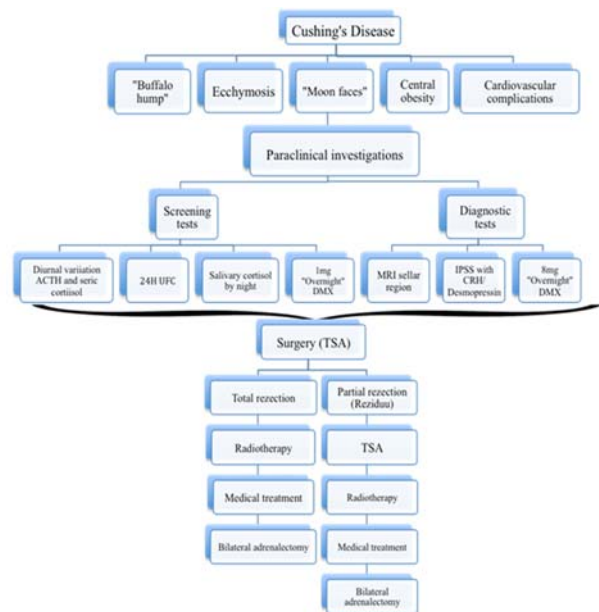 Cushing's Disease
"Buffalo
hump"
Ecchymosis
"Moon faces"
Central
obesity
Cardiovascular
complications
Paraclinical investigations
Screening
tests
Diagnostic
tests
Diurnal variiation
ACTH and seric
cortiisol
24H UFC
Salivary cortisol
by night
1mg
"Overnight"
DMX
MRI sellar
region
IPSS with
CRH/
Desmopressin
8mg
"Overnight"
DMX
Surgery (TSA)
Total rezection
Partial rezection
(Reziduu)
Radiotherapy
TSA
Medical treatment
Radiotherapy
Bilateral adrenalectomy
Medical treatment
Bilateral
adrenalectomy